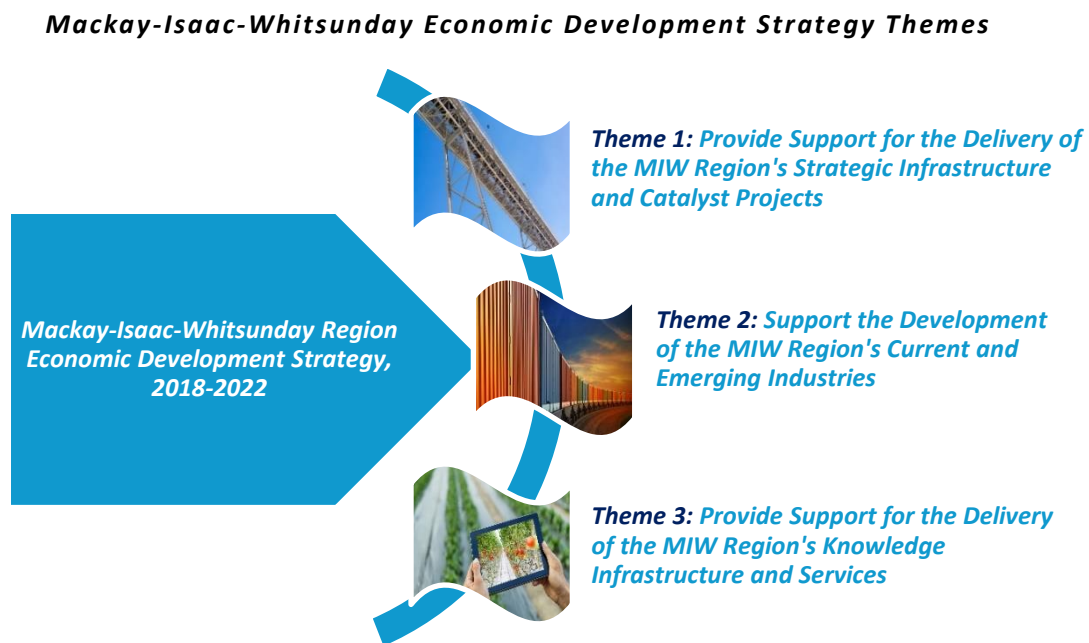 Mackay-Isaac-Whitsunday Economic Development Strategy Themes
Mackay-Isaac-Whitsunday Region
Economic Development Strategy,
2018-2022
Theme 1: Provide Support for the Delivery of
the MIW Region's Strategic Infrastructure
and Catalyst Projects
Theme 2: Support the Development
of the MIW Region's Current and
Emerging Industries
Theme 3: Provide Support for the Delivery
of the MIW Region's Knowledge
Infrastructure and Services